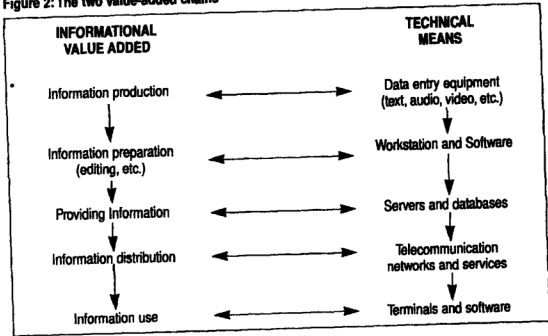 Figure 2: The two value-added chains
INFORMATIONAL
VALUE ADDED
TECHNICAL
MEANS
Information production
Data entry equipment
(text, audio, video, etc.)
Information preparation
(editing, etc.)
Workstation and Software
Providing Information
Servers and databases
Information distribution
Telecommunication
networks and services
Information use
Terminals and software